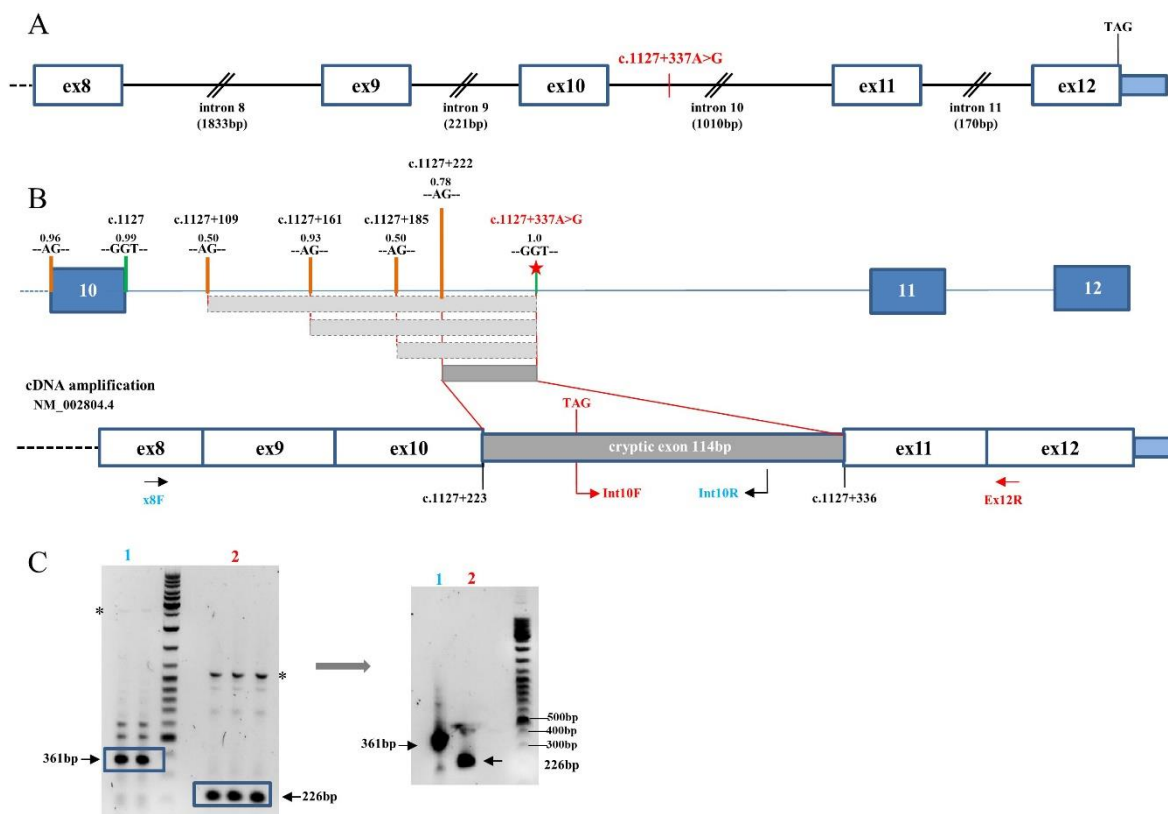 A
TAG
c.1127+337A>G
ex8
ex9
ex10
ex11
ex12
intron 8
(1833bp)
intron 9
(221bp)
intron 10
(1010bp)
intron 11
(170bp)
B
c.1127+222
0.78
--AG--
c.1127
c.1127+109
c.1127+161
c.1127+185
c.1127+337A>G
0.96
0.99
0.50
0.93
0.50
1.0
--AG--
--GGT--
--AG--
--AG--
--AG--
--GGT--
10
11
12
cDNA amplification
NM_002804.4
TAG
ex8
ex9
ex10
cryptic exon 114bp
ex11
ex12
x8F
c.1127+223
Int10F
Int10R
c.1127+336
Ex12R
C
1
2
1
2
*
*
361bp
226bp
361bp
500bp
400bp
300bp
226bp